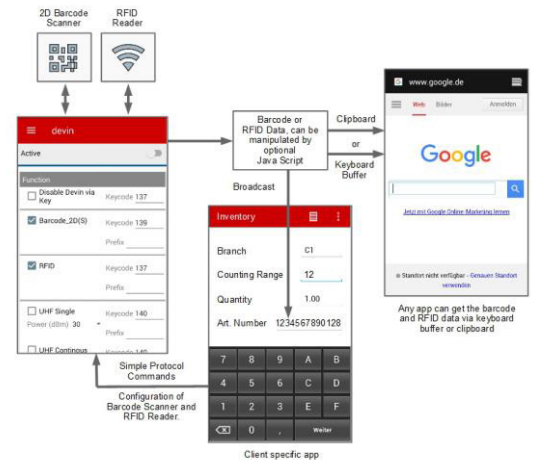 2D Barcode
Scanner
RFID
Reader
devin
Active
Function
Disable Devin via
Key
Keycode 137
Barcode_2D(S)
Keycode 139
Prefix
RFID
Keycode 137
Prefix
UHF Single
Keycode 140
Power (dBm) 30
Prefix
UHF Continous
Keycode 140
Barcode or
RFID Data, can be
manipulated by
optional
Java Script
Clipboard
or
Keyboard
Buffer
Broadcast
www.google.de
Web
Bilder
Anmelden
Google
Jetzt mit Google Online-Marketing lernen
Standort nicht verfügbar - Genauen Standort
verwenden
Any app can get the barcode
and RFID data via keyboard
buffer or clipboard
Inventory
Branch
C1
Counting Range
12
Quantity
1.00
Art. Number
1234567890128
7 8 9 A B
4 5 6 C D
1 2 3 E F
0 , Weiter
Simple Protocol
Commands
Configuration of
Barcode Scanner and
RFID Reader.
Client specific app